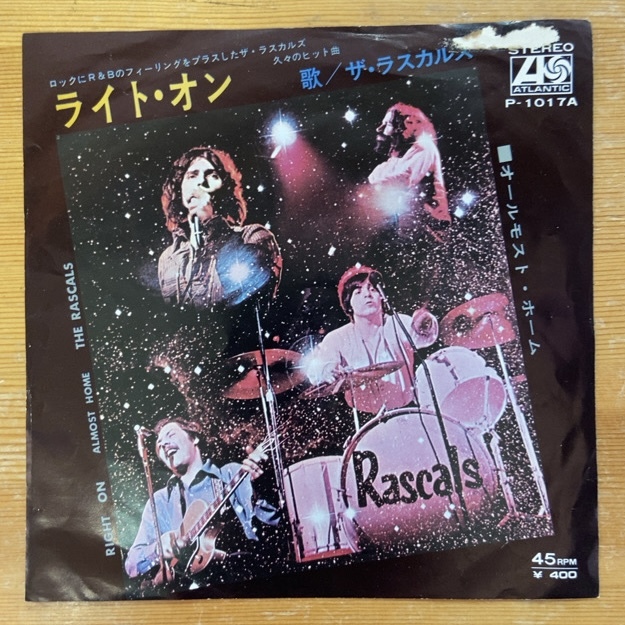 ロックにR&Bのフィーリングをプラスしたザ・ラスカルズ
久々のヒット曲
ライト・オン
歌／ザ・ラスカルズ
STEREO
ATLANTIC
P-1017A
■オールモスト・ホーム
RIGHT ON ALMOST HOME THE RASCALS
Rascals
45RPM
¥ 400